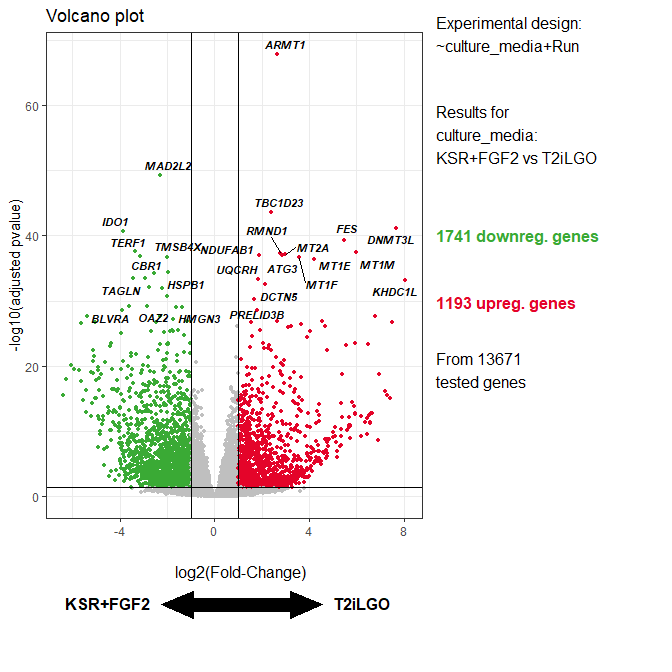 Volcano plot
Experimental design:
~culture_media+Run
Results for
culture_media:
KSR+FGF2 vs T2iLGO
1741 downreg. genes
1193 upreg. genes
From 13671
tested genes
-log10(adjusted pvalue)
60
40
20
0
ARMT1
MAD2L2
TBC1D23
IDO1
RMND1
FES
DNMT3L
TERF1
TMSB4X
NDUFAB1
MT2A
CBR1
UQCRH
ATG3
MT1E
MT1M
TAGLN
HSPB1
DCTN5
MT1F
KHDC1L
BLVRA
OAZ2
HMGN3
PRELID3B
-4
0
4
8
log2(Fold-Change)
KSR+FGF2
T2iLGO